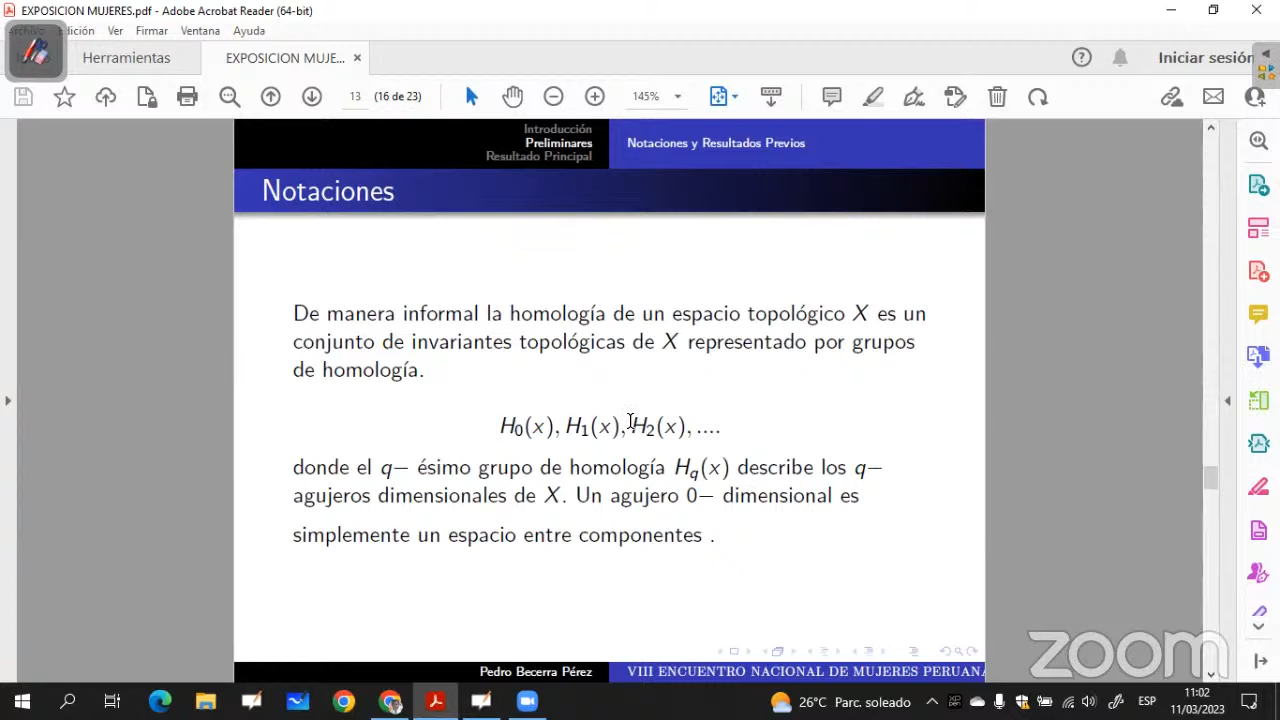 EXPOSICION MUJERES.pdf - Adobe Acrobat Reader (64-bit)
Edición Ver Firmar Ventana Ayuda
Herramientas EXPOSICION MUJE... × Iniciar sesión
13 (16 de 23) 145%
Introducción
Preliminares
Resultado Principal
Notaciones y Resultados Previos
Notaciones
De manera informal la homología de un espacio topológico X es un
conjunto de invariantes topológicas de X representado por grupos
de homología.
H₀(x), H₁(x), H₂(x), ....
donde el q− ésimo grupo de homología H_q(x) describe los q−
agujeros dimensionales de X. Un agujero 0− dimensional es
simplemente un espacio entre componentes .
Pedro Becerra Pérez VIII ENCUENTRO NACIONAL DE MUJERES PERUANA
zoom
26°C Parc. soleado ESP 11:02
11/03/2023